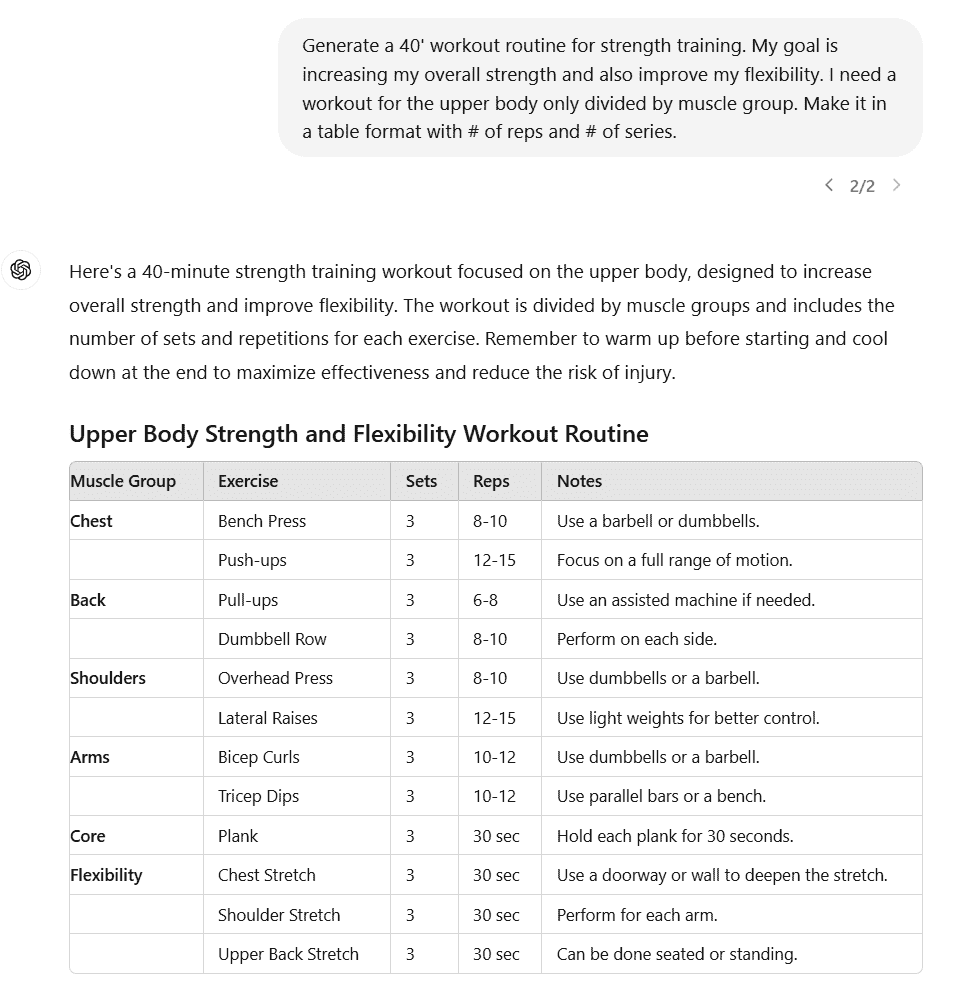 Generate a 40' workout routine for strength training. My goal is
increasing my overall strength and also improve my flexibility. I need a
workout for the upper body only divided by muscle group. Make it in
a table format with # of reps and # of series.
2/2
Here's a 40-minute strength training workout focused on the upper body, designed to increase
overall strength and improve flexibility. The workout is divided by muscle groups and includes the
number of sets and repetitions for each exercise. Remember to warm up before starting and cool
down at the end to maximize effectiveness and reduce the risk of injury.
Upper Body Strength and Flexibility Workout Routine
Muscle Group Exercise Sets Reps Notes
Chest Bench Press 3 8-10 Use a barbell or dumbbells.
Push-ups 3 12-15 Focus on a full range of motion.
Back Pull-ups 3 6-8 Use an assisted machine if needed.
Dumbbell Row 3 8-10 Perform on each side.
Shoulders Overhead Press 3 8-10 Use dumbbells or a barbell.
Lateral Raises 3 12-15 Use light weights for better control.
Arms Bicep Curls 3 10-12 Use dumbbells or a barbell.
Tricep Dips 3 10-12 Use parallel bars or a bench.
Core Plank 3 30 sec Hold each plank for 30 seconds.
Flexibility Chest Stretch 3 30 sec Use a doorway or wall to deepen the stretch.
Shoulder Stretch 3 30 sec Perform for each arm.
Upper Back Stretch 3 30 sec Can be done seated or standing.